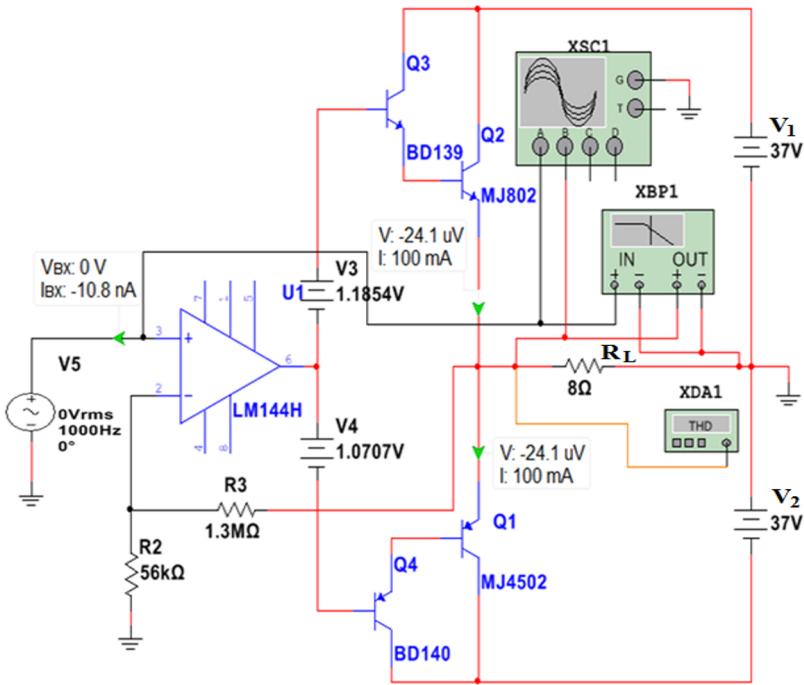 Q3
XSC1
G
T
A B C D
V1
37V
BD139
Q2
MJ802
XBP1
V: -24.1 uV
I: 100 mA
IN OUT
VBX: 0 V
IBX: -10.8 nA
V3
U1
1.1854V
7 1 5
V5
3
6
RL
8Ω
0Vrms
1000Hz
0°
2
LM144H
XDA1
THD
4 8
V4
1.0707V
V: -24.1 uV
I: 100 mA
R3
1.3MΩ
V2
37V
Q1
R2
56kΩ
Q4
MJ4502
BD140